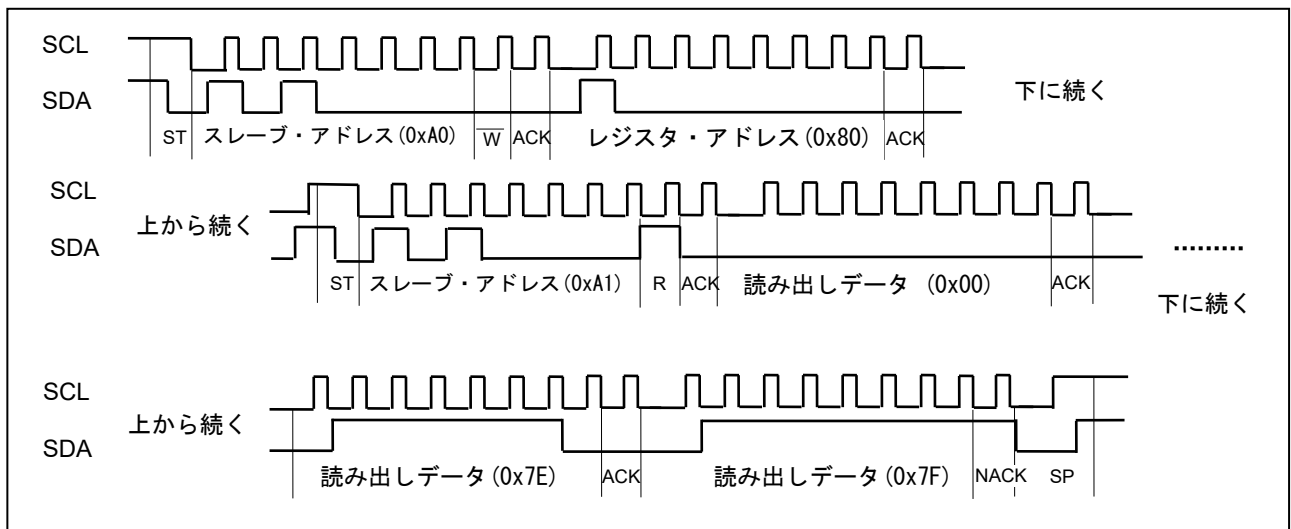 SCL
SDA
下に続く
ST スレーブ・アドレス(0xA0) W ACK レジスタ・アドレス(0x80) ACK
SCL
上から続く
SDA
.........
ST スレーブ・アドレス(0xA1) R ACK 読み出しデータ (0x00) ACK
下に続く
SCL
上から続く
SDA
読み出しデータ(0x7E) ACK 読み出しデータ(0x7F) NACK SP